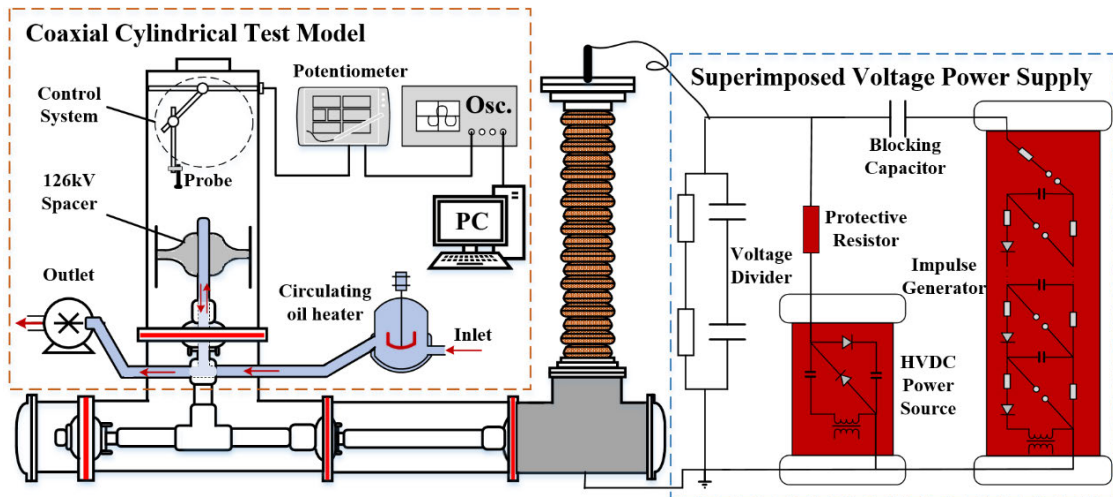 Coaxial Cylindrical Test Model
Control
System
Potentiometer
Osc.
Probe
126kV
Spacer
PC
Outlet
Circulating
oil heater
Inlet
Superimposed Voltage Power Supply
Blocking
Capacitor
Protective
Resistor
Voltage
Divider
Impulse
Generator
HVDC
Power
Source